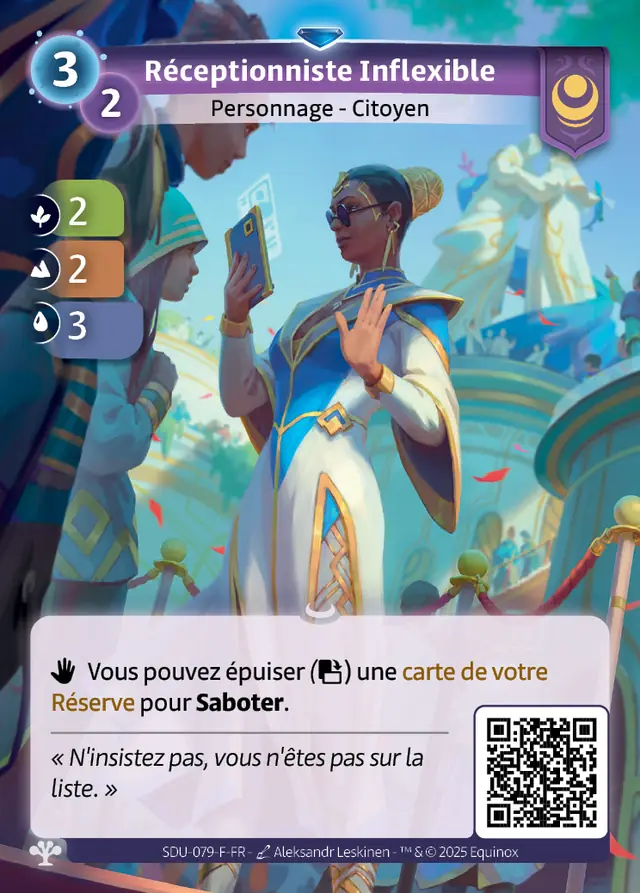 3
Réceptionniste Inflexible
2
Personnage - Citoyen
2
2
3
Vous pouvez épuiser () une carte de votre
Réserve pour Saboter.
« N'insistez pas, vous n'êtes pas sur la
liste. »
SDU-079-F-FR - Aleksandr Leskinen - ™ & © 2025 Equinox